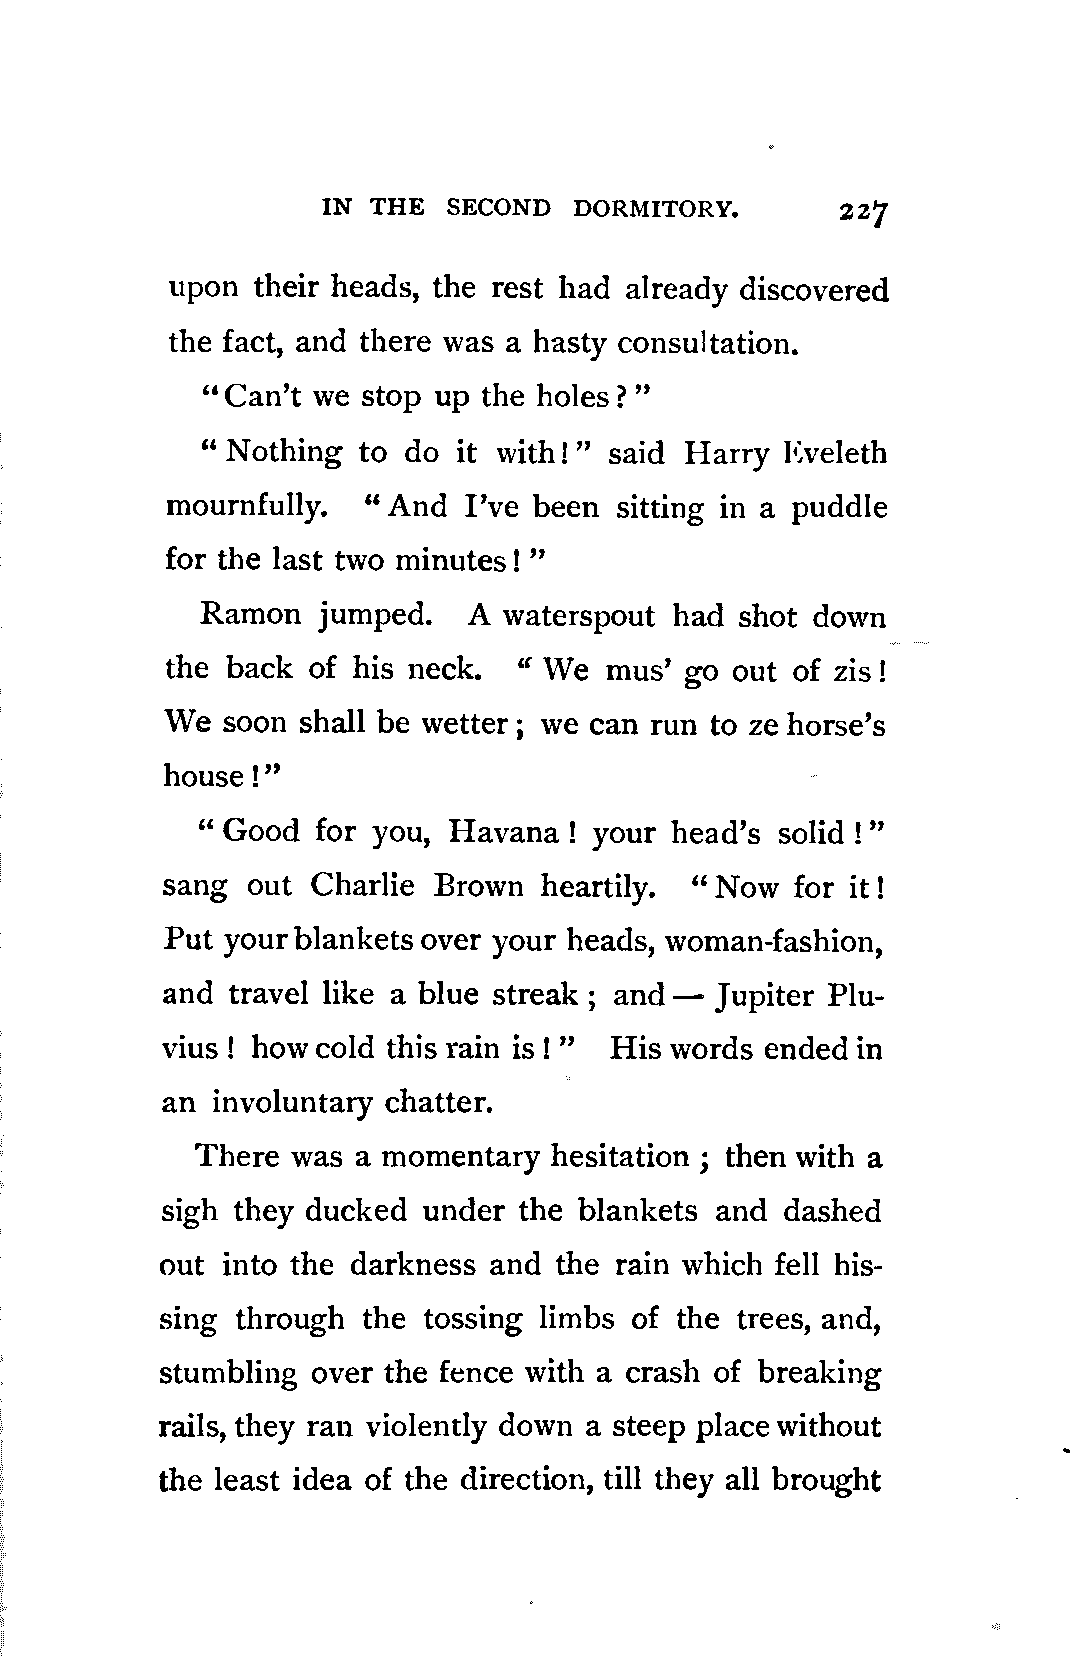 IN THE SECOND DORMITORY. 227
upon their heads, the rest had already discovered
the fact, and there was a hasty consultation.
"Can't we stop up the holes?"
"Nothing to do it with!" said Harry Eveleth
mournfully. "And I've been sitting in a puddle
for the last two minutes!"
Ramon jumped. A waterspout had shot down
the back of his neck. "We mus' go out of zis!
We soon shall be wetter; we can run to ze horse's
house!"
"Good for you, Havana! your head's solid!"
sang out Charlie Brown heartily. "Now for it!
Put your blankets over your heads, woman-fashion,
and travel like a blue streak; and — Jupiter Plu-
vius! how cold this rain is!" His words ended in
an involuntary chatter.
There was a momentary hesitation; then with a
sigh they ducked under the blankets and dashed
out into the darkness and the rain which fell his-
sing through the tossing limbs of the trees, and,
stumbling over the fence with a crash of breaking
rails, they ran violently down a steep place without
the least idea of the direction, till they all brought